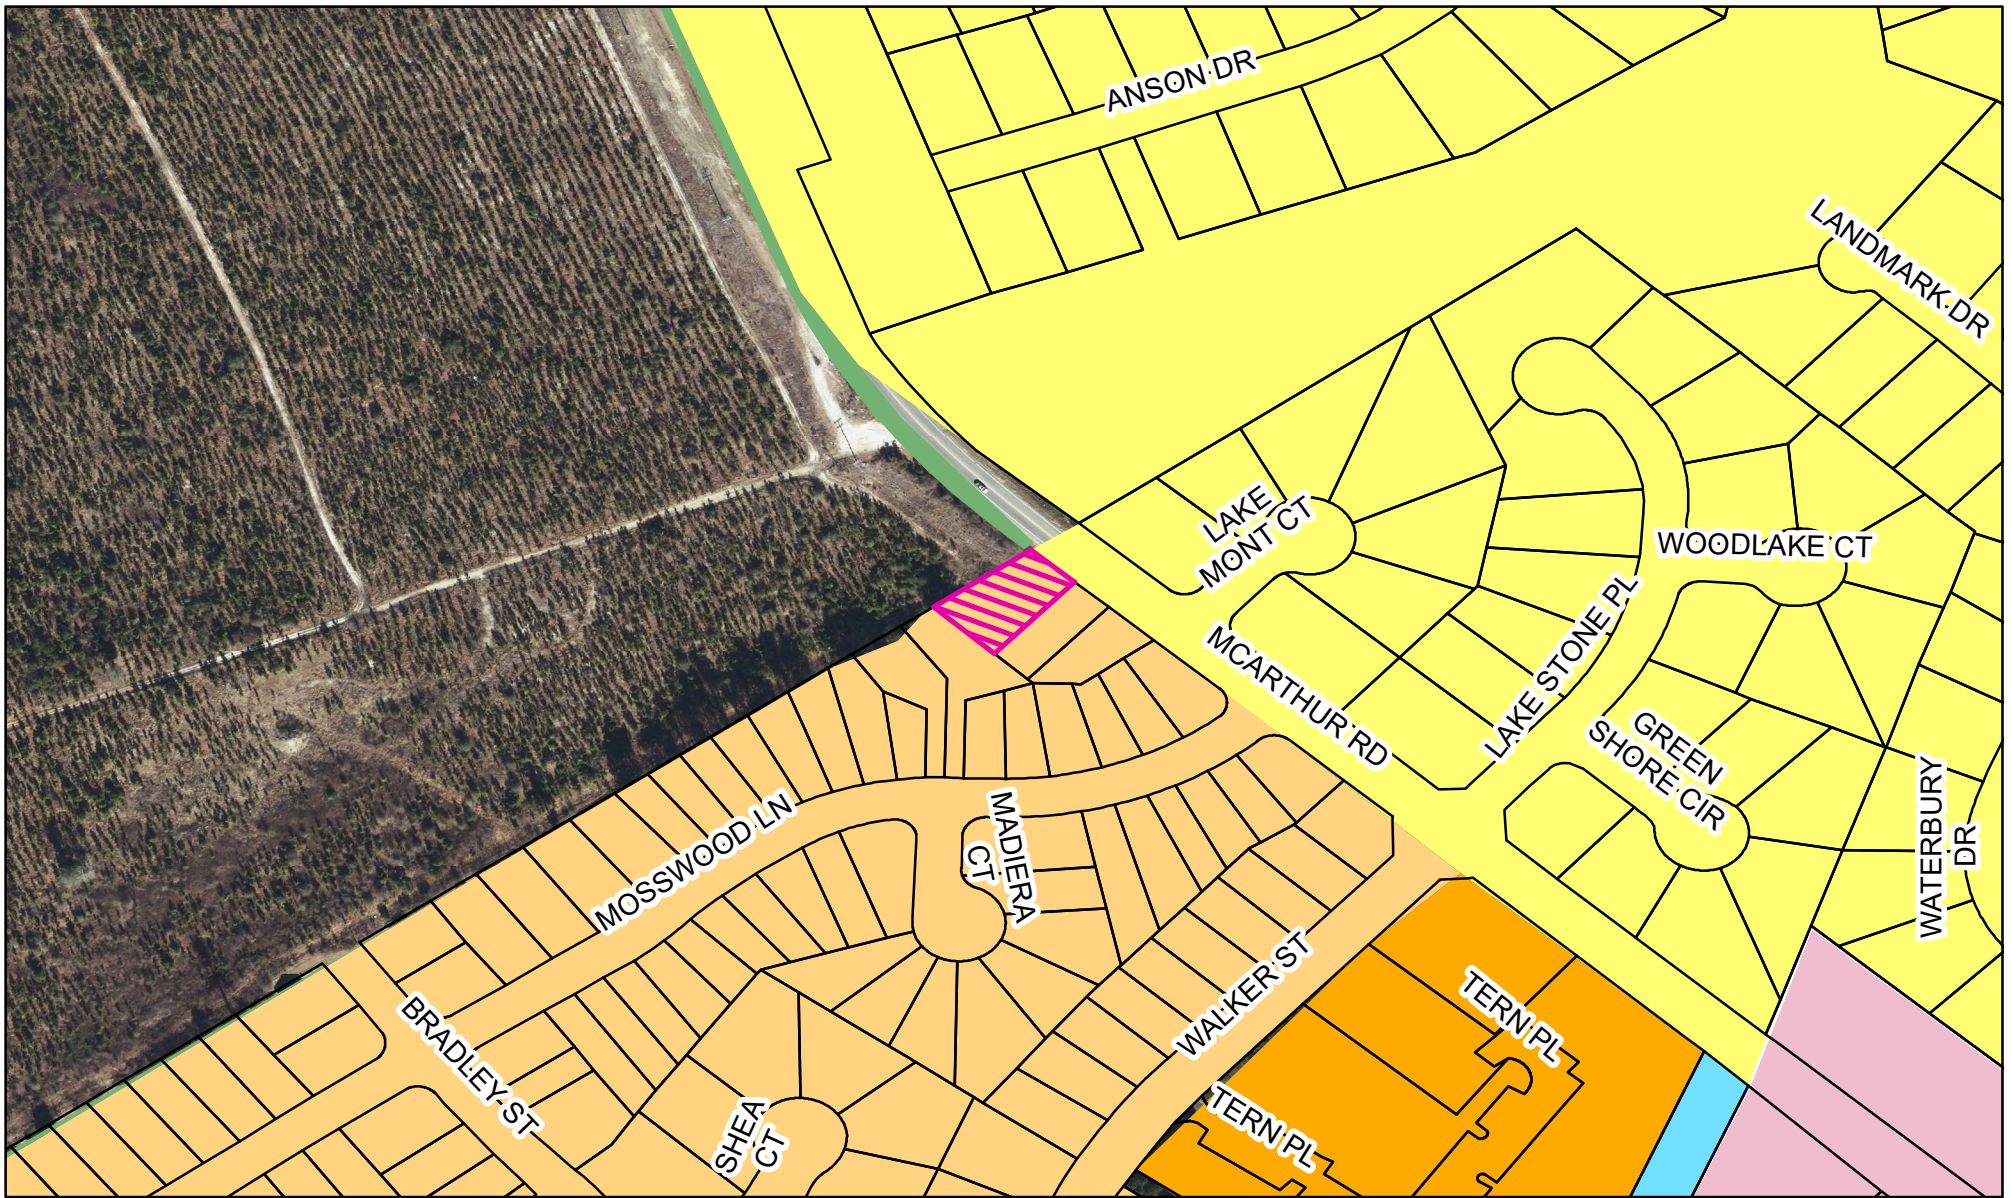 ANSON DR
LANDMARK DR
LAKE
MONT CT
WOODLAKE CT
LAKE STONE PL
MCARTHUR RD
GREEN
SHORE CIR
WATERBURY
DR
MOSSWOOD LN
MADIERA
CT
WALKER ST
TERN PL
BRADLEY ST
TERN PL
SHEA
CT